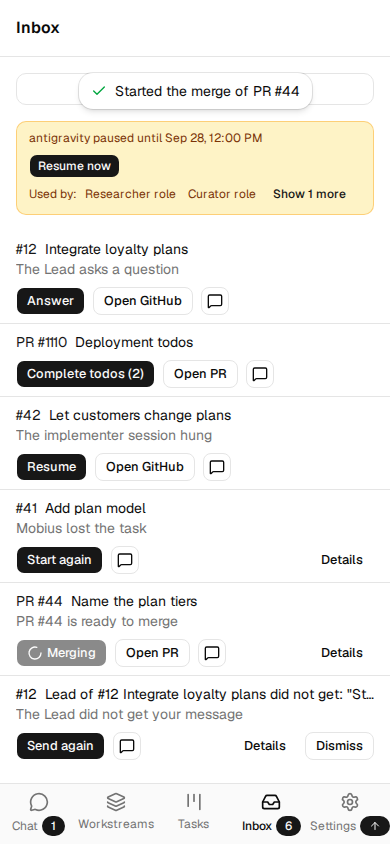 Inbox
Started the merge of PR #44
antigravity paused until Sep 28, 12:00 PM
Resume now
Used by: Researcher role Curator role Show 1 more
#12 Integrate loyalty plans
The Lead asks a question
Answer Open GitHub
PR #1110 Deployment todos
Complete todos (2) Open PR
#42 Let customers change plans
The implementer session hung
Resume Open GitHub
#41 Add plan model
Mobius lost the task
Start again Details
PR #44 Name the plan tiers
PR #44 is ready to merge
Merging Open PR Details
#12 Lead of #12 Integrate loyalty plans did not get: "St...
The Lead did not get your message
Send again Details Dismiss
Chat 1 Workstreams Tasks Inbox 6 Settings